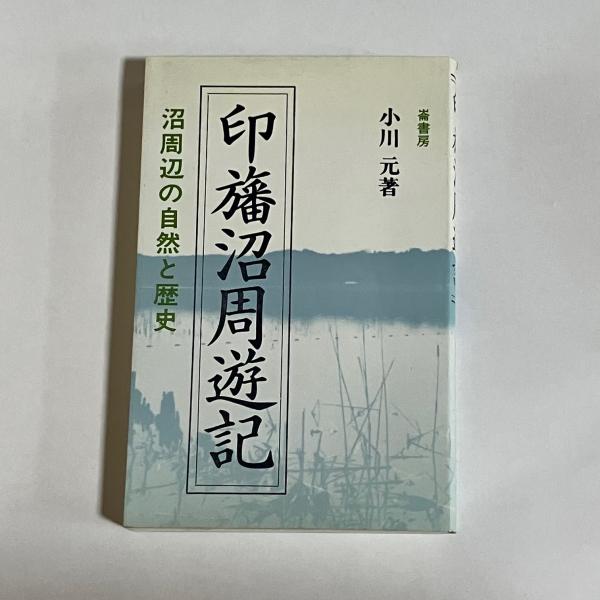 崙書房
小川 元著
印旛沼周遊記
沼周辺の自然と歴史